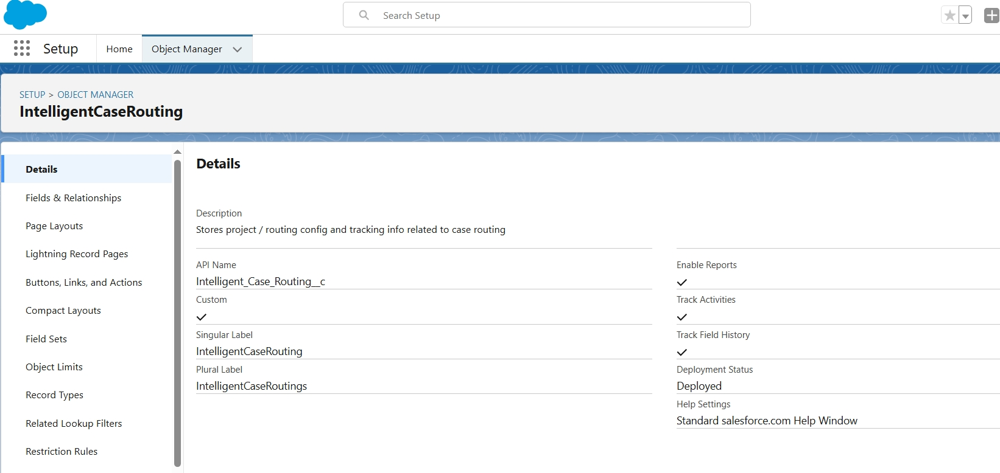 Search Setup
Setup
Home
Object Manager
SETUP > OBJECT MANAGER
IntelligentCaseRouting
Details
Fields & Relationships
Page Layouts
Lightning Record Pages
Buttons, Links, and Actions
Compact Layouts
Field Sets
Object Limits
Record Types
Related Lookup Filters
Restriction Rules
Details
Description
Stores project / routing config and tracking info related to case routing
API Name
Intelligent_Case_Routing__c
Custom
Singular Label
IntelligentCaseRouting
Plural Label
IntelligentCaseRoutings
Enable Reports
Track Activities
Track Field History
Deployment Status
Deployed
Help Settings
Standard salesforce.com Help Window